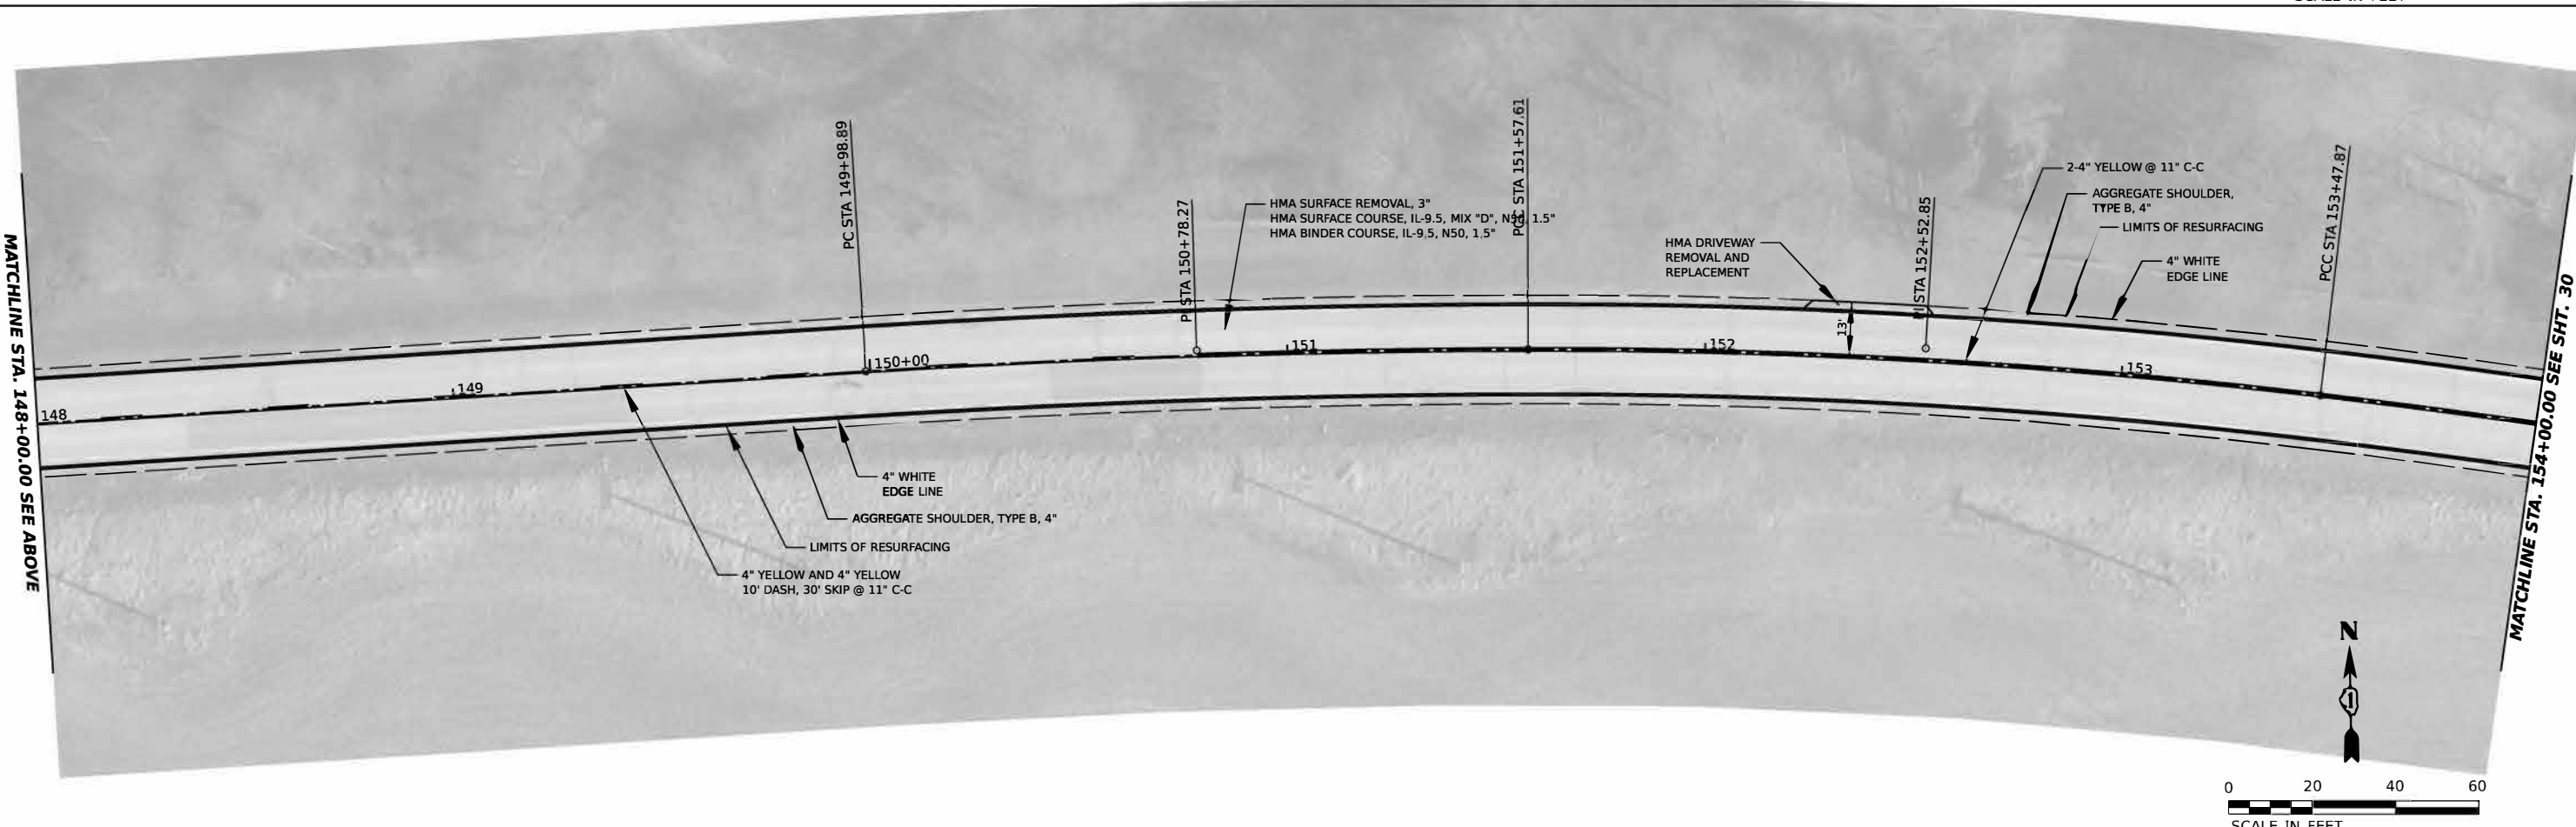 MATCHLINE STA. 148+00.00 SEE ABOVE
148
149
PC STA 149+98.89
150+00
PI STA 150+78.27
HMA SURFACE REMOVAL, 3"
HMA SURFACE COURSE, IL-9.5, MIX "D", N50, 1.5"
HMA BINDER COURSE, IL-9.5, N50, 1.5"
151
PCC STA 151+57.61
HMA DRIVEWAY
REMOVAL AND
REPLACEMENT
13'
152
PI STA 152+52.85
2-4" YELLOW @ 11" C-C
AGGREGATE SHOULDER,
TYPE B, 4"
LIMITS OF RESURFACING
4" WHITE
EDGE LINE
153
PCC STA 153+47.87
MATCHLINE STA. 154+00.00 SEE SHT. 30
4" WHITE
EDGE LINE
AGGREGATE SHOULDER, TYPE B, 4"
LIMITS OF RESURFACING
4" YELLOW AND 4" YELLOW
10' DASH, 30' SKIP @ 11" C-C
N
1
0 20 40 60
SCALE IN FEET